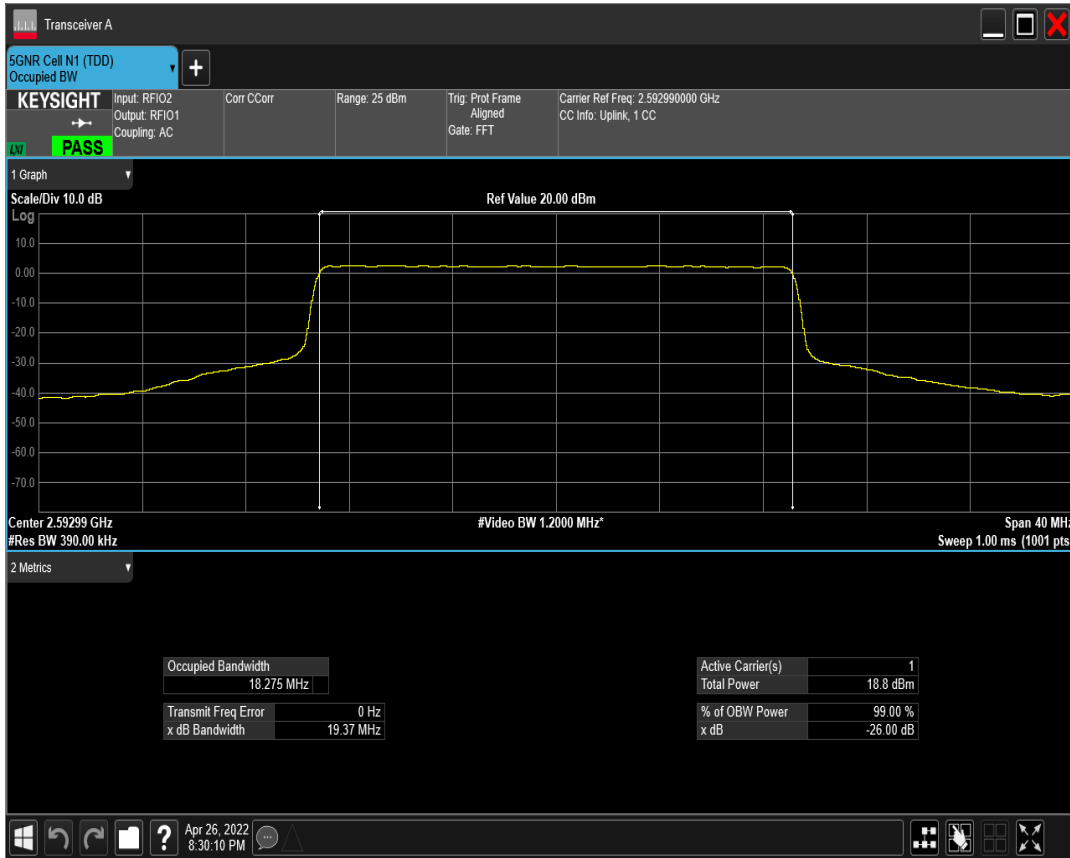 Transceiver A
5GNR Cell N1 (TDD)
Occupied BW
+
KEYSIGHT
LXI
PASS
Input: RFIO2
Output: RFIO1
Coupling: AC
Corr CCorr
Range: 25 dBm
Trig: Prot Frame
Aligned
Gate: FFT
Carrier Ref Freq: 2.592990000 GHz
CC Info: Uplink, 1 CC
1 Graph
Scale/Div 10.0 dB
Ref Value 20.00 dBm
Log
10.0
0.00
-10.0
-20.0
-30.0
-40.0
-50.0
-60.0
-70.0
Center 2.59299 GHz
#Video BW 1.2000 MHz*
Span 40 MHz
#Res BW 390.00 kHz
Sweep 1.00 ms (1001 pts
2 Metrics
Occupied Bandwidth
18.275 MHz
Transmit Freq Error 0 Hz
x dB Bandwidth 19.37 MHz
Active Carrier(s) 1
Total Power 18.8 dBm
% of OBW Power 99.00 %
x dB -26.00 dB
?
Apr 26, 2022
8:30:10 PM